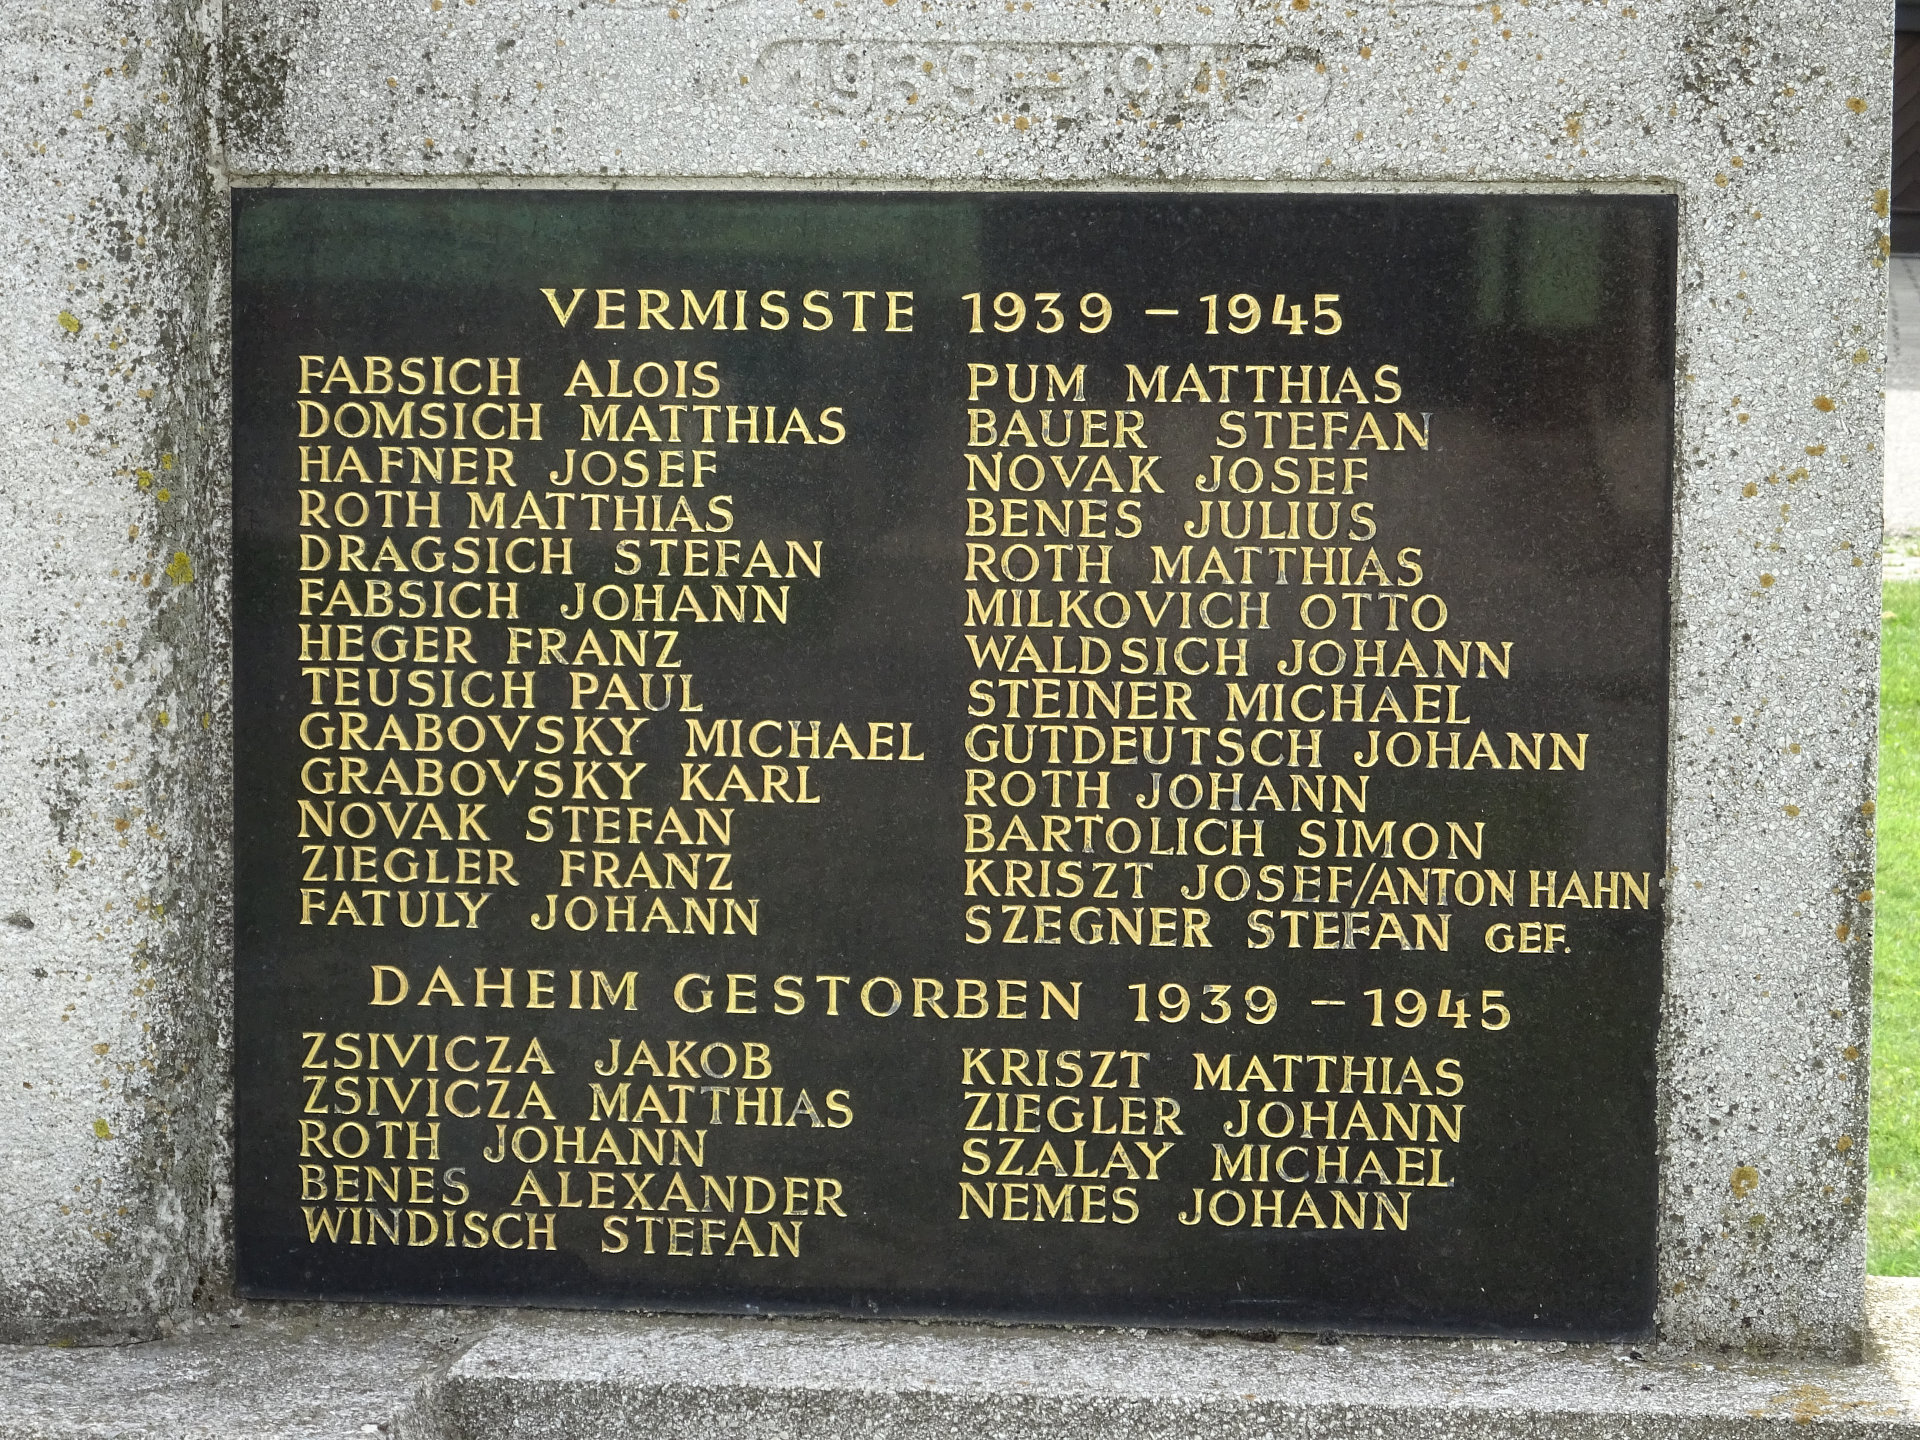 1939-1945
VERMISSTE 1939 – 1945
FABSICH ALOIS
DOMSICH MATTHIAS
HAFNER JOSEF
ROTH MATTHIAS
DRAGSICH STEFAN
FABSICH JOHANN
HEGER FRANZ
TEUSICH PAUL
GRABOVSKY MICHAEL
GRABOVSKY KARL
NOVAK STEFAN
ZIEGLER FRANZ
FATULY JOHANN
PUM MATTHIAS
BAUER STEFAN
NOVAK JOSEF
BENES JULIUS
ROTH MATTHIAS
MILKOVICH OTTO
WALDSICH JOHANN
STEINER MICHAEL
GUTDEUTSCH JOHANN
ROTH JOHANN
BARTOLICH SIMON
KRISZT JOSEF/ANTON HAHN
SZEGNER STEFAN GEF.
DAHEIM GESTORBEN 1939 – 1945
ZSIVICZA JAKOB
ZSIVICZA MATTHIAS
ROTH JOHANN
BENES ALEXANDER
WINDISCH STEFAN
KRISZT MATTHIAS
ZIEGLER JOHANN
SZALAY MICHAEL
NEMES JOHANN